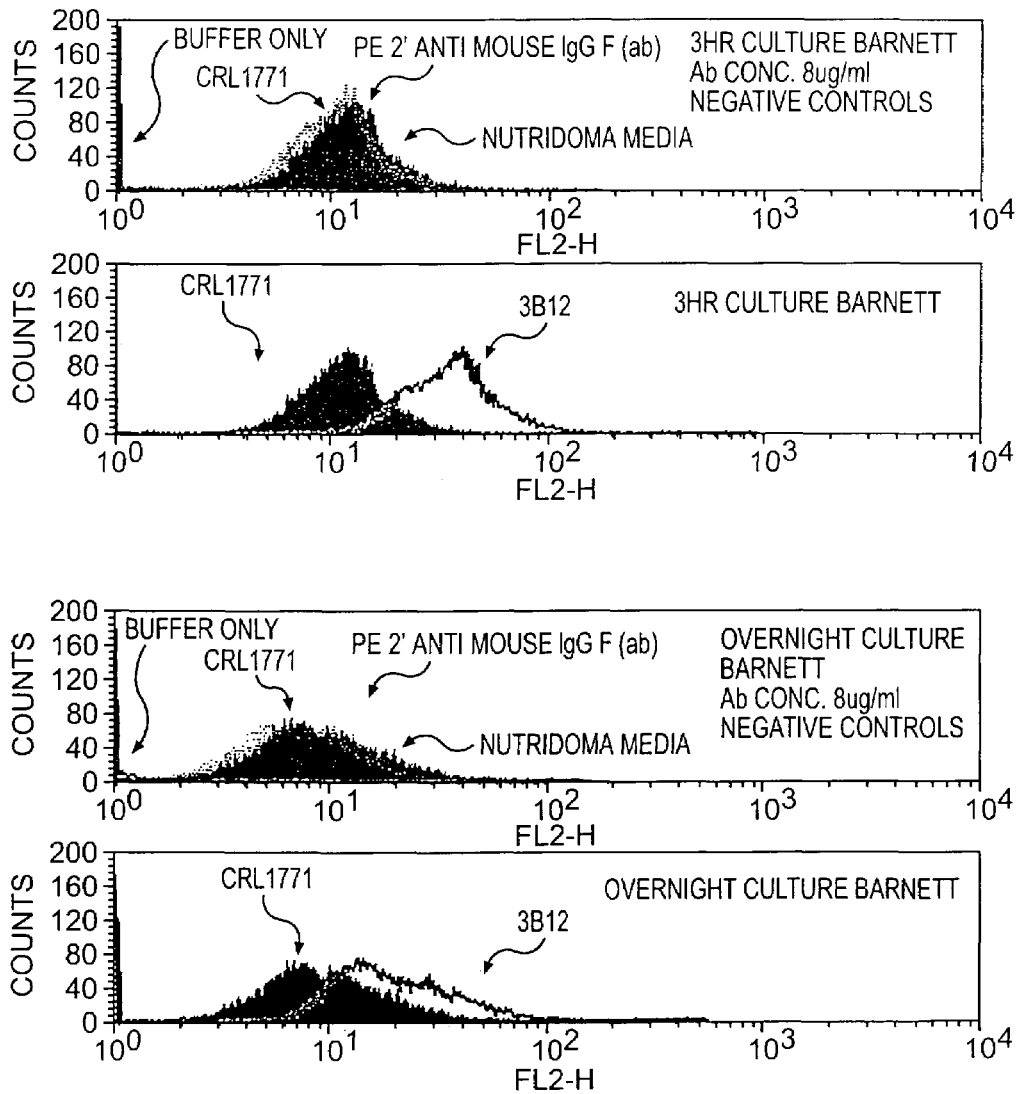 200
160
120
80
40
0
COUNTS
BUFFER ONLY
CRL1771
PE 2' ANTI MOUSE IgG F (ab)
NUTRIDOMA MEDIA
3HR CULTURE BARNETT
Ab CONC. 8ug/ml
NEGATIVE CONTROLS
10^0 10^1 10^2 10^3 10^4
FL2-H
200
160
120
80
40
0
COUNTS
CRL1771
3B12
3HR CULTURE BARNETT
10^0 10^1 10^2 10^3 10^4
FL2-H
200
160
120
80
40
0
COUNTS
BUFFER ONLY
CRL1771
PE 2' ANTI MOUSE IgG F (ab)
NUTRIDOMA MEDIA
OVERNIGHT CULTURE
BARNETT
Ab CONC. 8ug/ml
NEGATIVE CONTROLS
10^0 10^1 10^2 10^3 10^4
FL2-H
200
160
120
80
40
0
COUNTS
CRL1771
3B12
OVERNIGHT CULTURE BARNETT
10^0 10^1 10^2 10^3 10^4
FL2-H